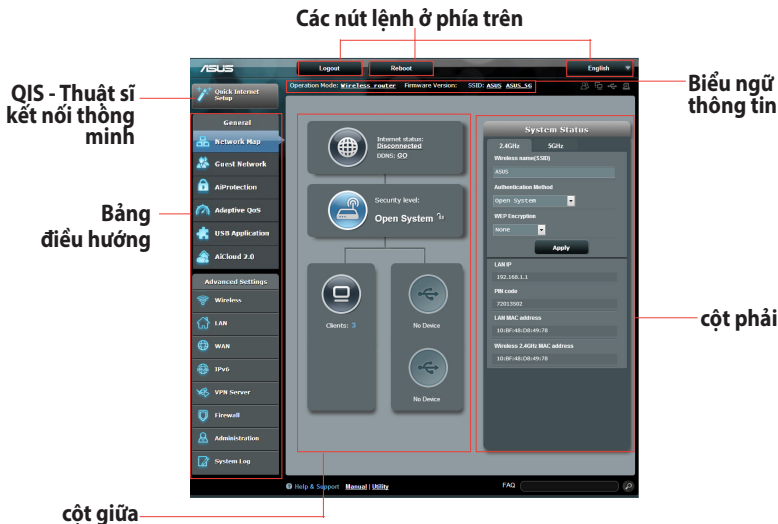 Các nút lệnh ở phía trên
ASUS
Logout
Reboot
English
Quick Internet
Setup
Operation Mode: Wireless router Firmware Version: SSID: ASUS ASUS_5G
QIS - Thuật sĩ
kết nối thông
minh
Biểu ngữ
thông tin
General
Network Map
Guest Network
AiProtection
Adaptive QoS
USB Application
AiCloud 2.0
Bảng
điều hướng
Advanced Settings
Wireless
LAN
WAN
IPv6
VPN Server
Firewall
Administration
System Log
Internet status:
Disconnected
DDNS: GO
Security level:
Open System
Clients: 3
No Device
No Device
System Status
2.4GHz 5GHz
Wireless name(SSID)
ASUS
Authentication Method
Open System
WEP Encryption
None
Apply
LAN IP
192.168.1.1
PIN code
72013502
LAN MAC address
10:BF:48:D8:49:78
Wireless 2.4GHz MAC address
10:BF:48:D8:49:78
cột phải
Help & Support Manual | Utility
FAQ
cột giữa